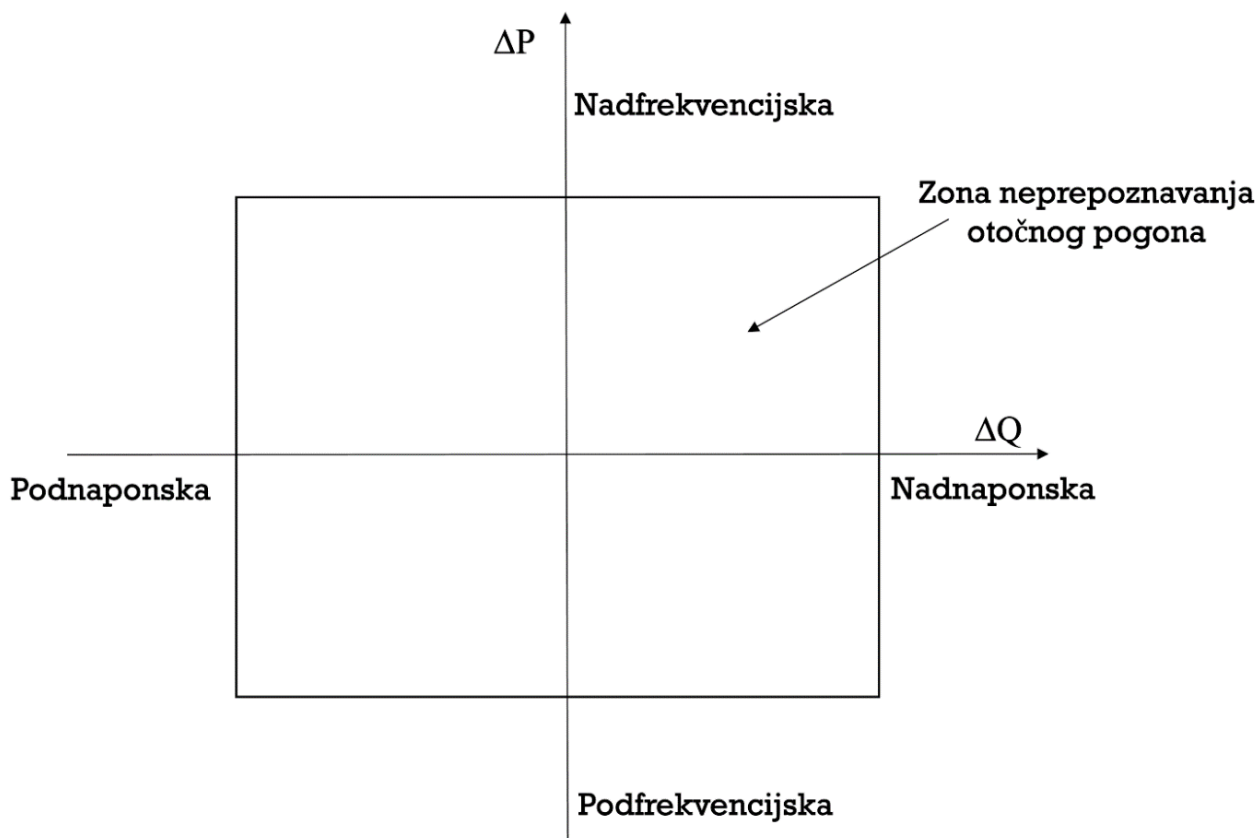 ΔP
Nadfrekvencijska
Zona neprepoznavanja
otočnog pogona
ΔQ
Podnaponska
Nadnaponska
Podfrekvencijska